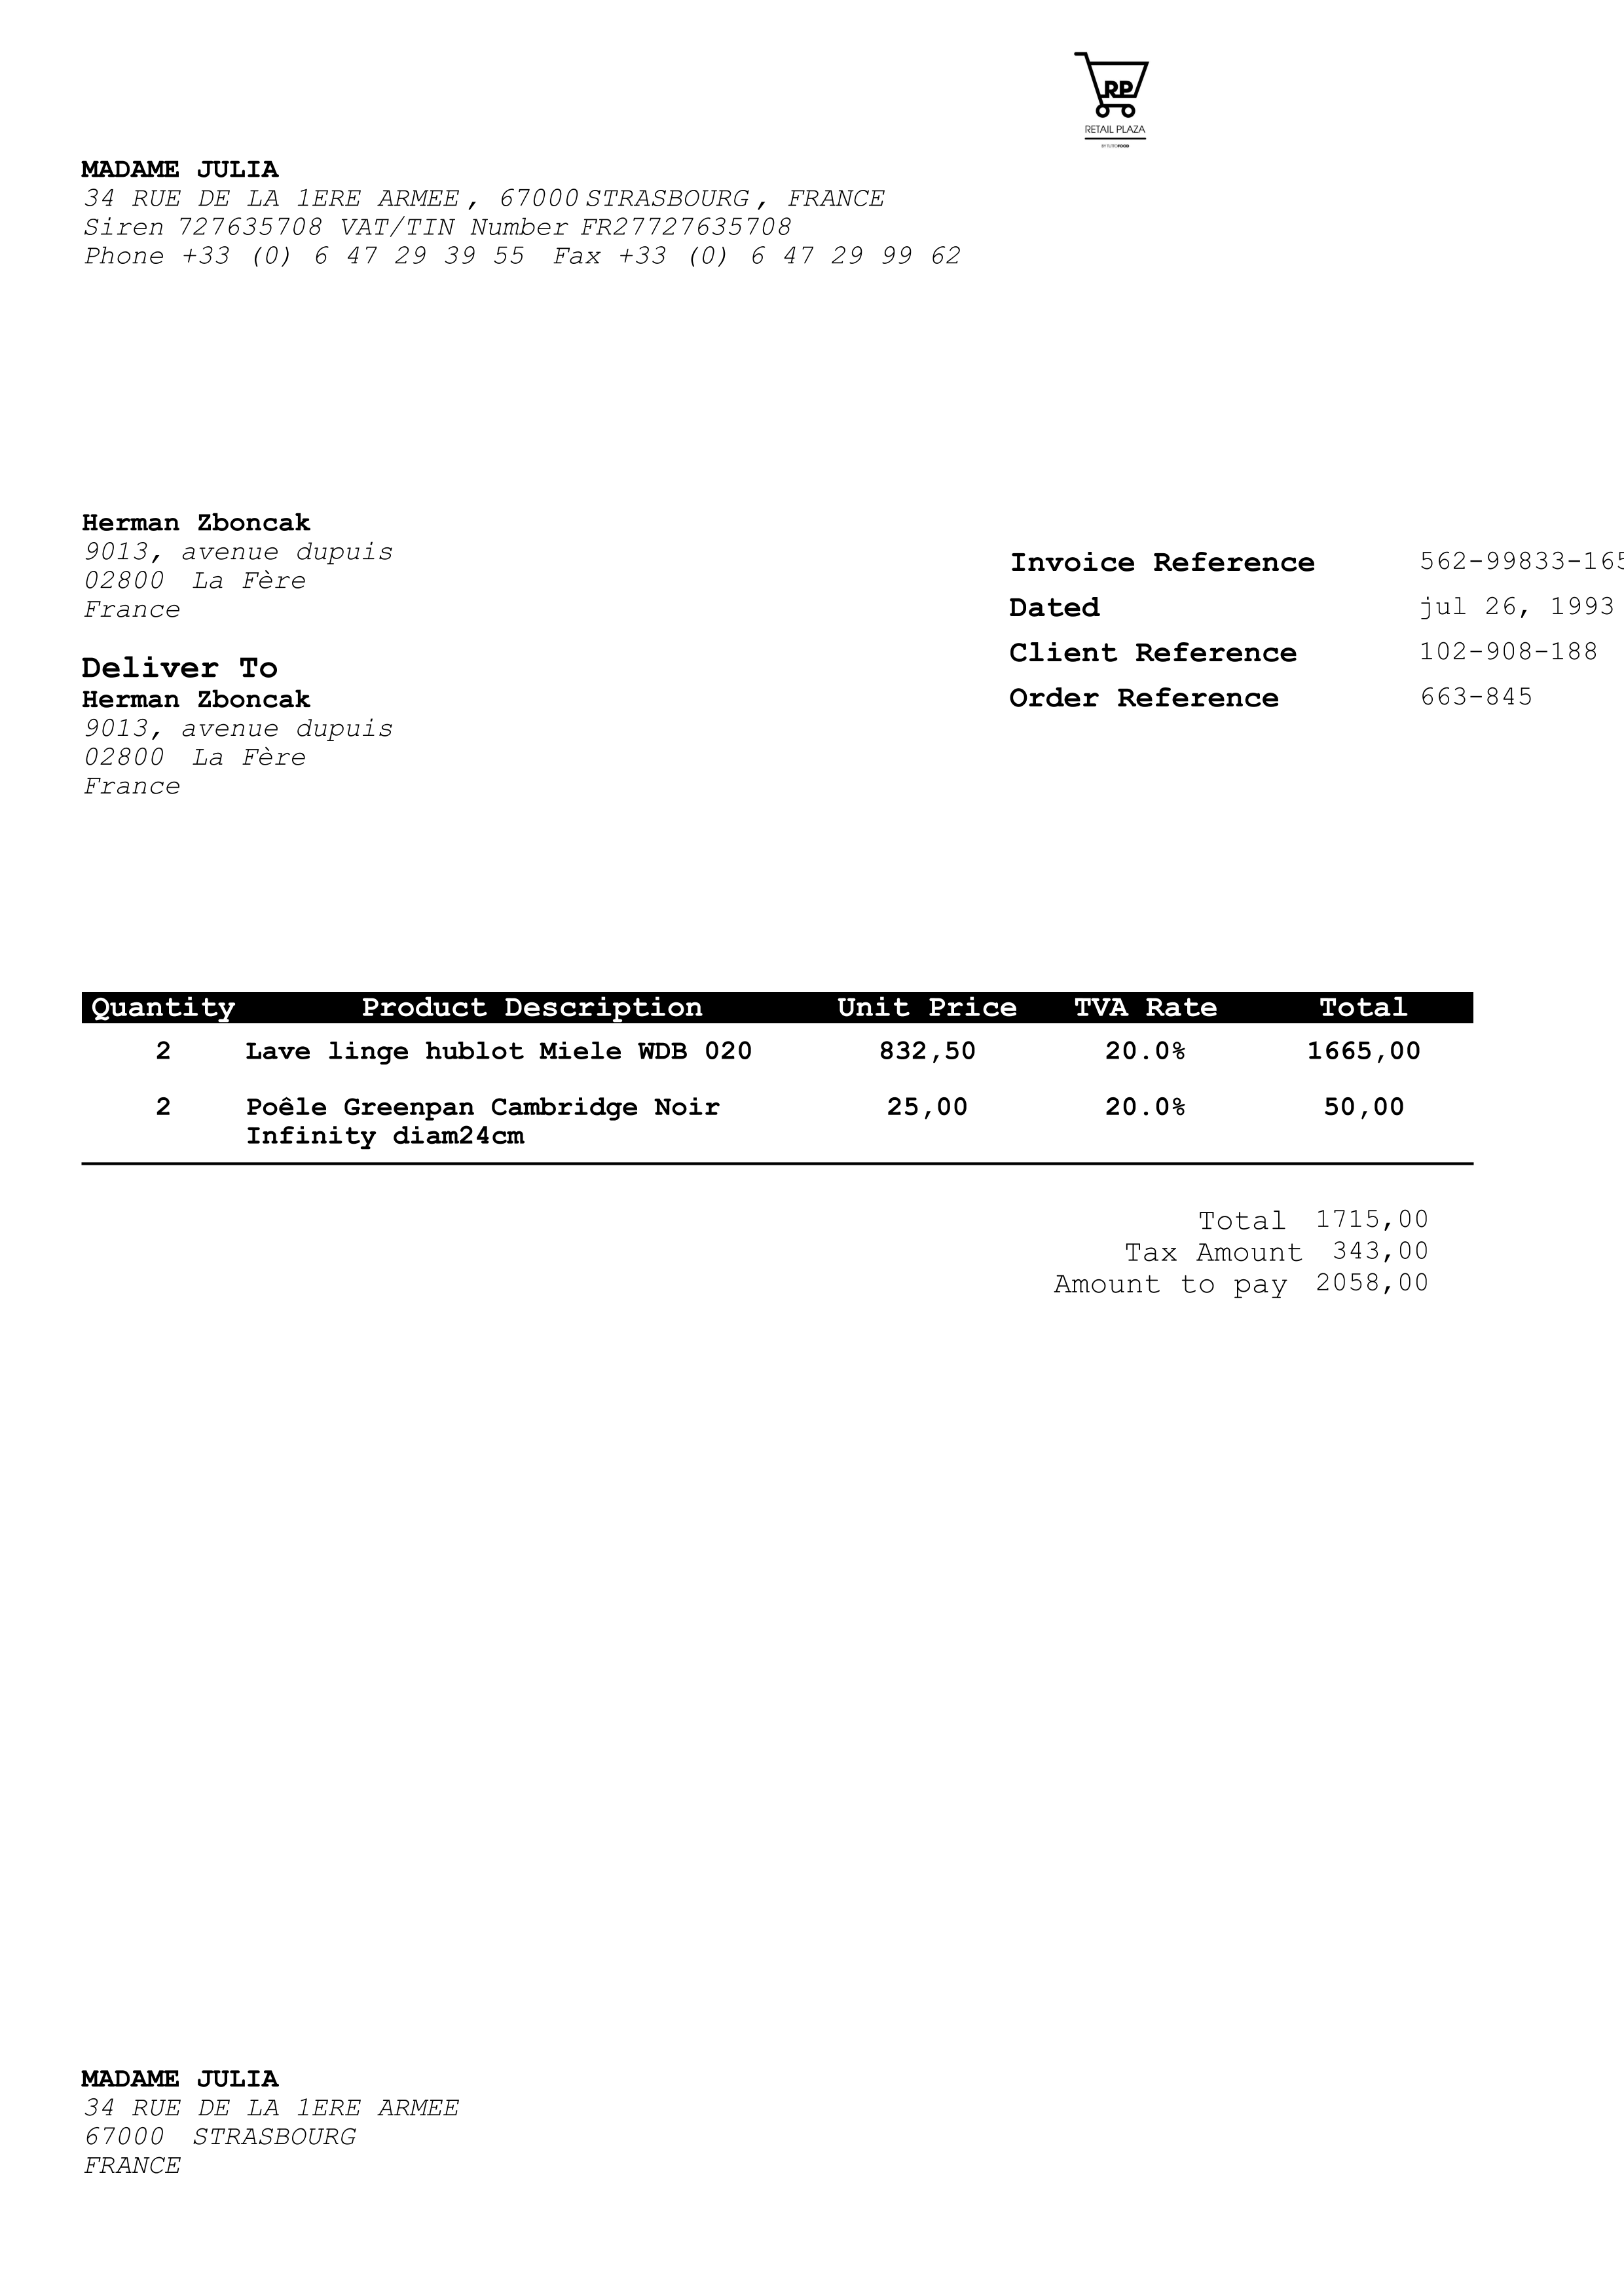 RP
RETAIL PLAZA
BY TUTTOFOOD
MADAME JULIA
34 RUE DE LA 1ERE ARMEE, 67000 STRASBOURG, FRANCE
Siren 727635708 VAT/TIN Number FR27727635708
Phone +33 (0) 6 47 29 39 55 Fax +33 (0) 6 47 29 99 62
Herman Zboncak
9013, avenue dupuis
02800 La Fère
France
Invoice Reference 562-99833-165
Dated jul 26, 1993
Client Reference 102-908-188
Order Reference 663-845
Deliver To
Herman Zboncak
9013, avenue dupuis
02800 La Fère
France
Quantity Product Description Unit Price TVA Rate Total
2 Lave linge hublot Miele WDB 020 832,50 20.0% 1665,00
2 Poêle Greenpan Cambridge Noir 25,00 20.0% 50,00
Infinity diam24cm
Total 1715,00
Tax Amount 343,00
Amount to pay 2058,00
MADAME JULIA
34 RUE DE LA 1ERE ARMEE
67000 STRASBOURG
FRANCE